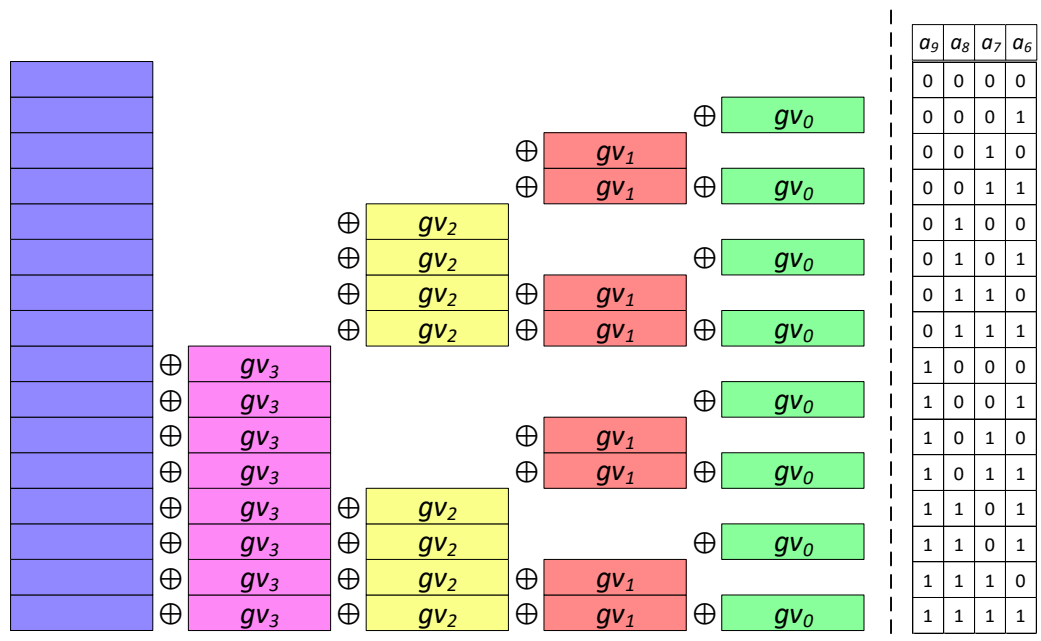 a₉ a₈ a₇ a₆
0 0 0 0
⊕ gv₀ 0 0 0 1
⊕ gv₁ 0 0 1 0
⊕ gv₁ ⊕ gv₀ 0 0 1 1
⊕ gv₂ 0 1 0 0
⊕ gv₂ ⊕ gv₀ 0 1 0 1
⊕ gv₂ ⊕ gv₁ 0 1 1 0
⊕ gv₂ ⊕ gv₁ ⊕ gv₀ 0 1 1 1
⊕ gv₃ 1 0 0 0
⊕ gv₃ ⊕ gv₀ 1 0 0 1
⊕ gv₃ ⊕ gv₁ 1 0 1 0
⊕ gv₃ ⊕ gv₁ ⊕ gv₀ 1 0 1 1
⊕ gv₃ ⊕ gv₂ 1 1 0 1
⊕ gv₃ ⊕ gv₂ ⊕ gv₀ 1 1 0 1
⊕ gv₃ ⊕ gv₂ ⊕ gv₁ 1 1 1 0
⊕ gv₃ ⊕ gv₂ ⊕ gv₁ ⊕ gv₀ 1 1 1 1